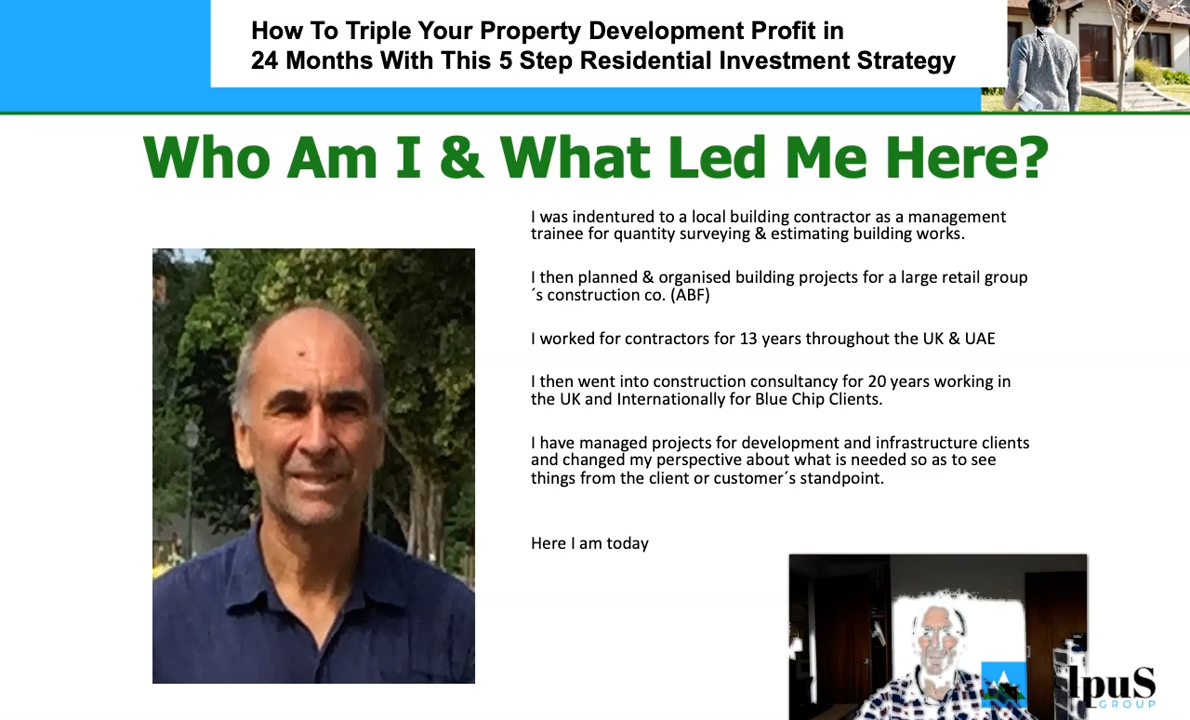 How To Triple Your Property Development Profit in
24 Months With This 5 Step Residential Investment Strategy
Who Am I & What Led Me Here?
I was indentured to a local building contractor as a management
trainee for quantity surveying & estimating building works.
I then planned & organised building projects for a large retail group
´s construction co. (ABF)
I worked for contractors for 13 years throughout the UK & UAE
I then went into construction consultancy for 20 years working in
the UK and Internationally for Blue Chip Clients.
I have managed projects for development and infrastructure clients
and changed my perspective about what is needed so as to see
things from the client or customer´s standpoint.
Here I am today
lpuS
GROUP